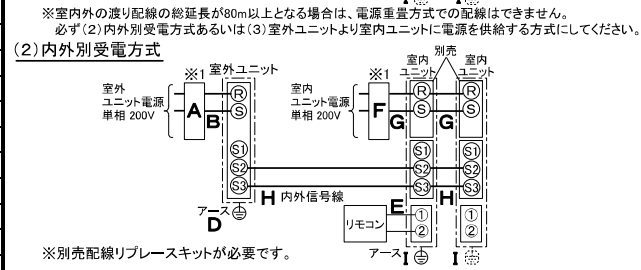 ※室内外の渡り配線の総延長が80m以上となる場合は、電源重畳方式での配線はできません。
必ず(2)内外別受電方式あるいは(3)室外ユニットより室内ユニットに電源を供給する方式にしてください。
(2)内外別受電方式
室外
ユニット電源
単相 200V
※1
A
B
室外ユニット
R
S
S1
S2
S3
アース
D
H 内外信号線
室内
ユニット電源
単相 200V
※1
F
G
室内
ユニット
別売
室内
ユニット
R
S
G
R
S
S1
S2
S3
H
S1
S2
S3
リモコン
E
①
②
①
②
アース
I
I
※別売配線リプレースキットが必要です。